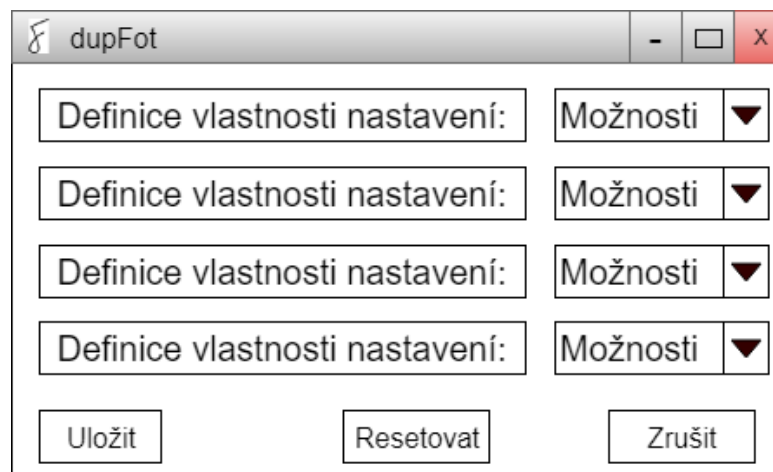 dupFot
Definice vlastnosti nastavení: Možnosti
Definice vlastnosti nastavení: Možnosti
Definice vlastnosti nastavení: Možnosti
Definice vlastnosti nastavení: Možnosti
Uložit Resetovat Zrušit